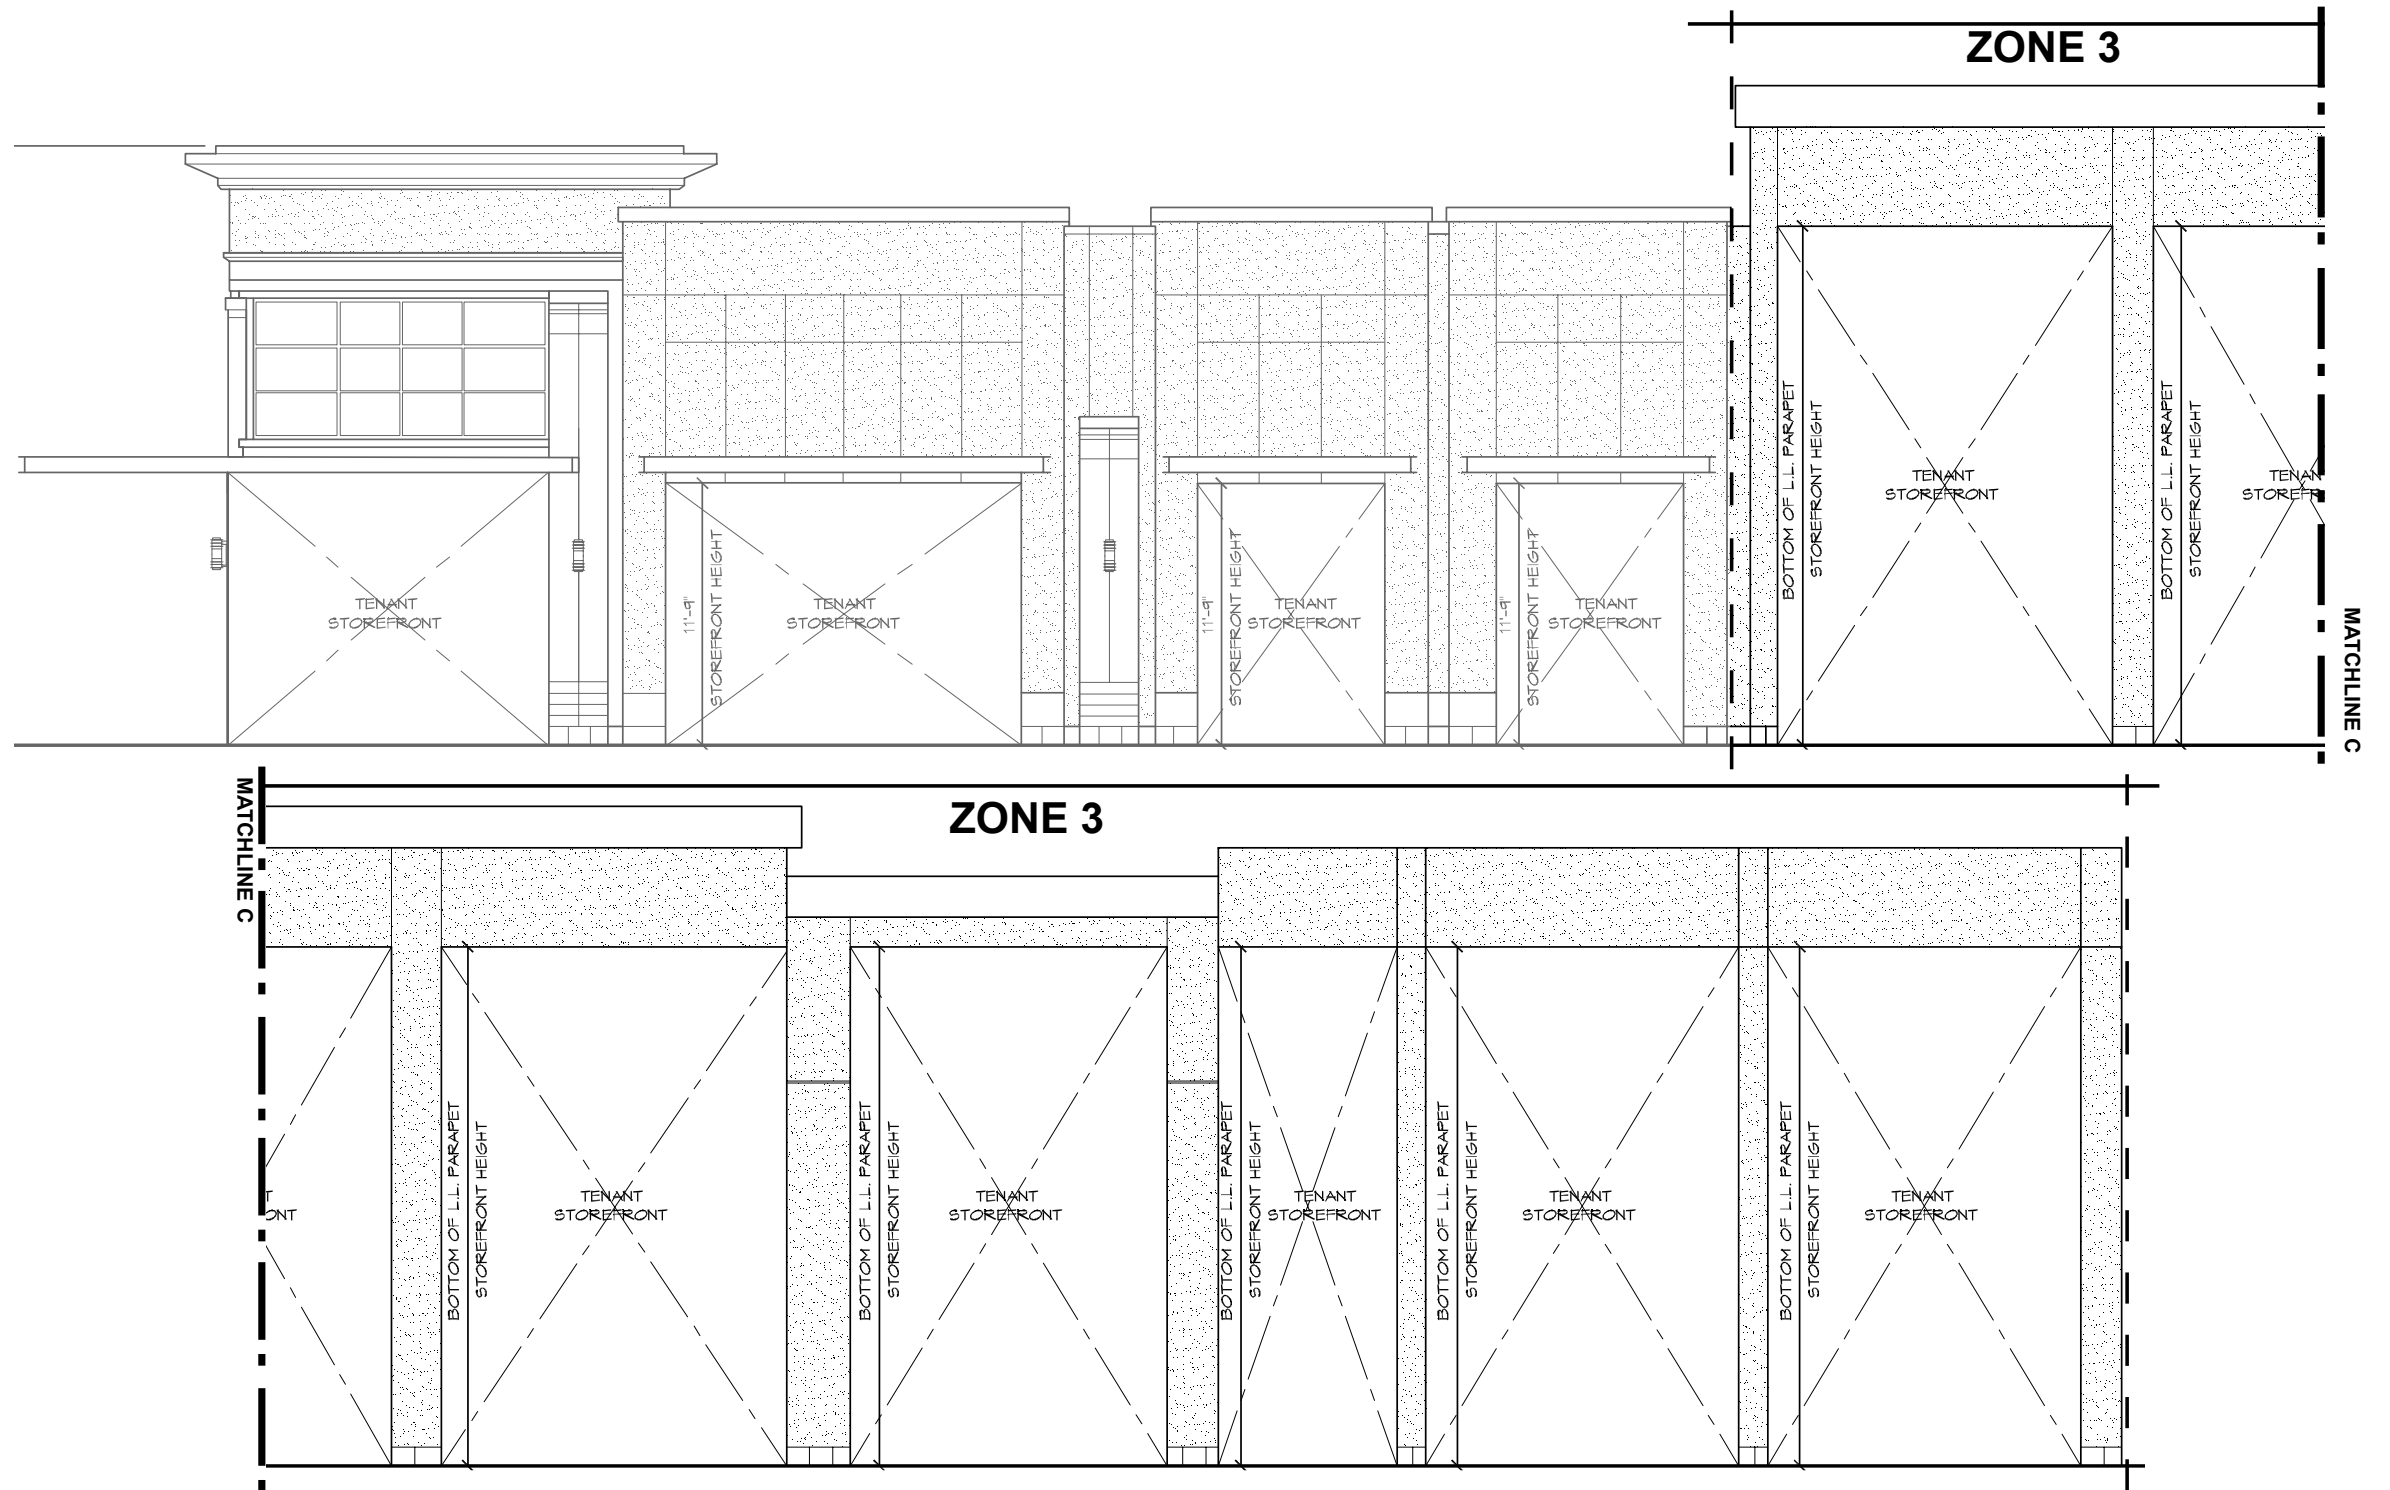 ZONE 3
BOTTOM OF L.L. PARAPET
STOREFRONT HEIGHT
TENANT
STOREFRONT
BOTTOM OF L.L. PARAPET
STOREFRONT HEIGHT
TENAN
STOREFR
TENANT
STOREFRONT
11'-9"
STOREFRONT HEIGHT
TENANT
STOREFRONT
11'-9"
STOREFRONT HEIGHT
TENANT
STOREFRONT
11'-9"
STOREFRONT HEIGHT
TENANT
STOREFRONT
MATCHLINE C
MATCHLINE C
ZONE 3
T
ONT
BOTTOM OF L.L. PARAPET
STOREFRONT HEIGHT
TENANT
STOREFRONT
BOTTOM OF L.L. PARAPET
STOREFRONT HEIGHT
TENANT
STOREFRONT
BOTTOM OF L.L. PARAPET
STOREFRONT HEIGHT
TENANT
STOREFRONT
BOTTOM OF L.L. PARAPET
STOREFRONT HEIGHT
TENANT
STOREFRONT
BOTTOM OF L.L. PARAPET
STOREFRONT HEIGHT
TENANT
STOREFRONT